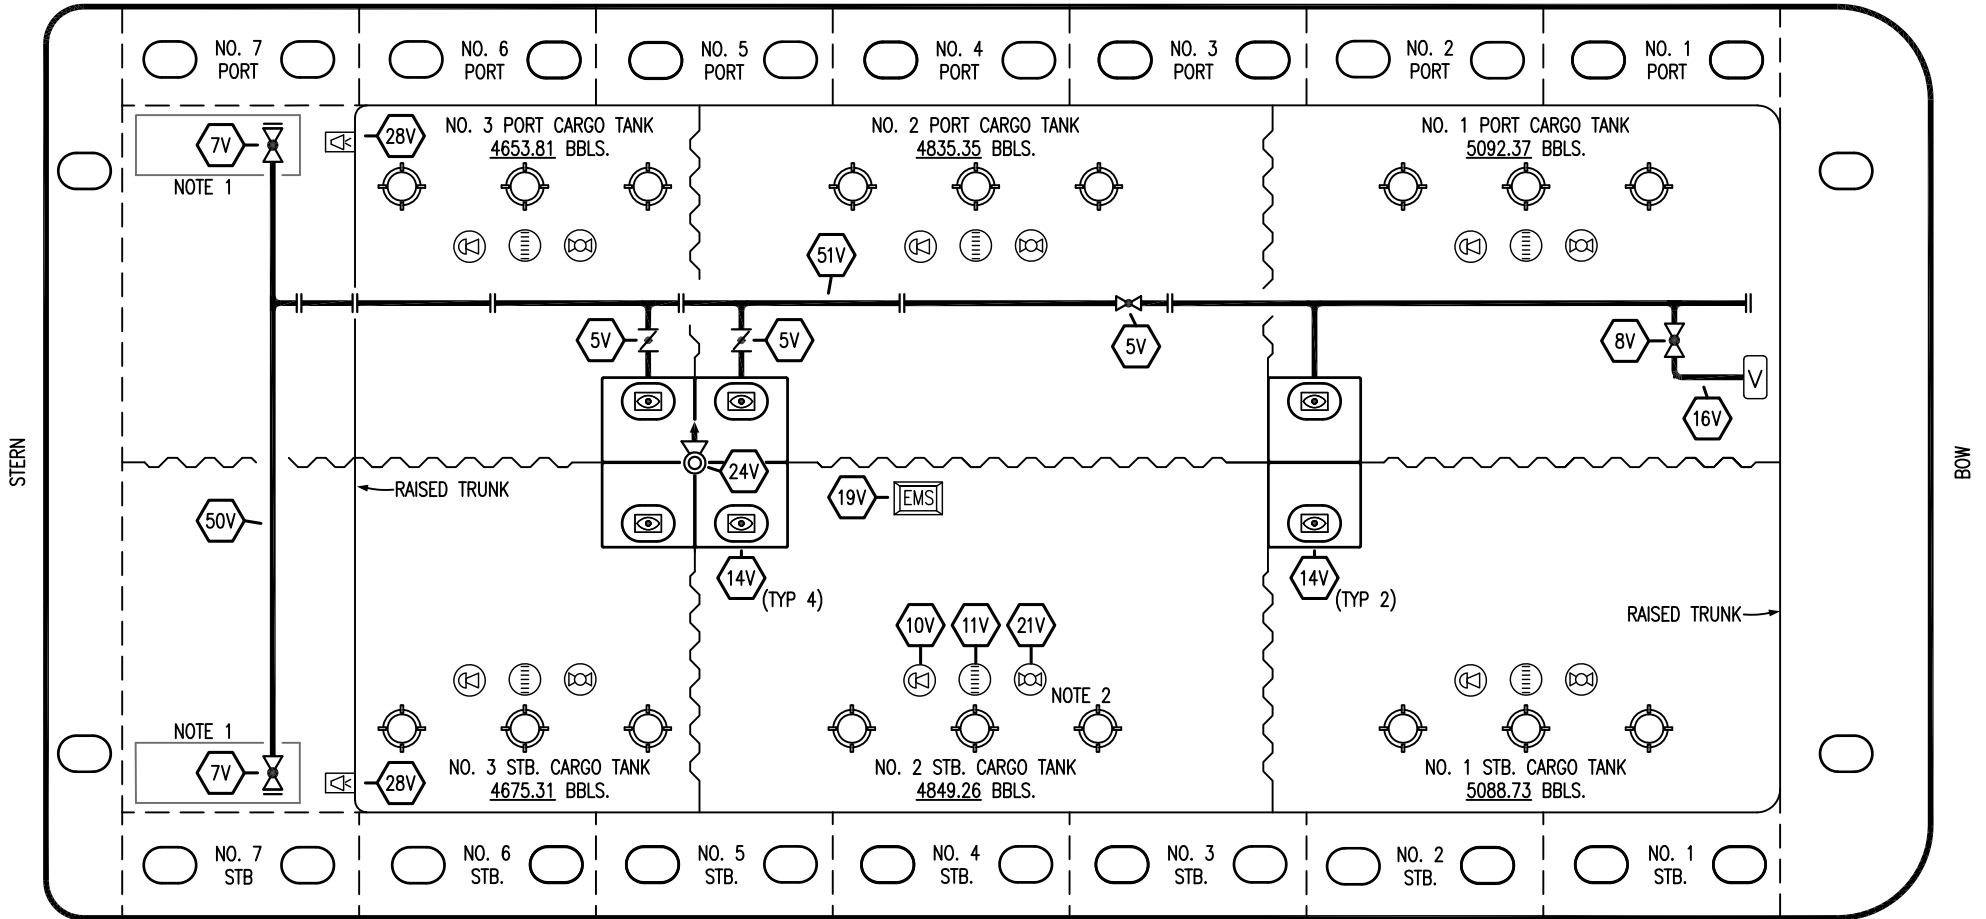 NO. 7
PORT
NO. 6
PORT
NO. 5
PORT
NO. 4
PORT
NO. 3
PORT
NO. 2
PORT
NO. 1
PORT
7V
NOTE 1
28V
NO. 3 PORT CARGO TANK
4653.81 BBLS.
NO. 2 PORT CARGO TANK
4835.35 BBLS.
NO. 1 PORT CARGO TANK
5092.37 BBLS.
51V
5V
5V
5V
8V
V
16V
STERN
BOW
24V
RAISED TRUNK
19V
EMS
50V
14V
(TYP 4)
14V
(TYP 2)
RAISED TRUNK
10V
11V
21V
NOTE 2
NOTE 1
7V
28V
NO. 3 STB. CARGO TANK
4675.31 BBLS.
NO. 2 STB. CARGO TANK
4849.26 BBLS.
NO. 1 STB. CARGO TANK
5088.73 BBLS.
NO. 7
STB
NO. 6
STB.
NO. 5
STB.
NO. 4
STB.
NO. 3
STB.
NO. 2
STB.
NO. 1
STB.